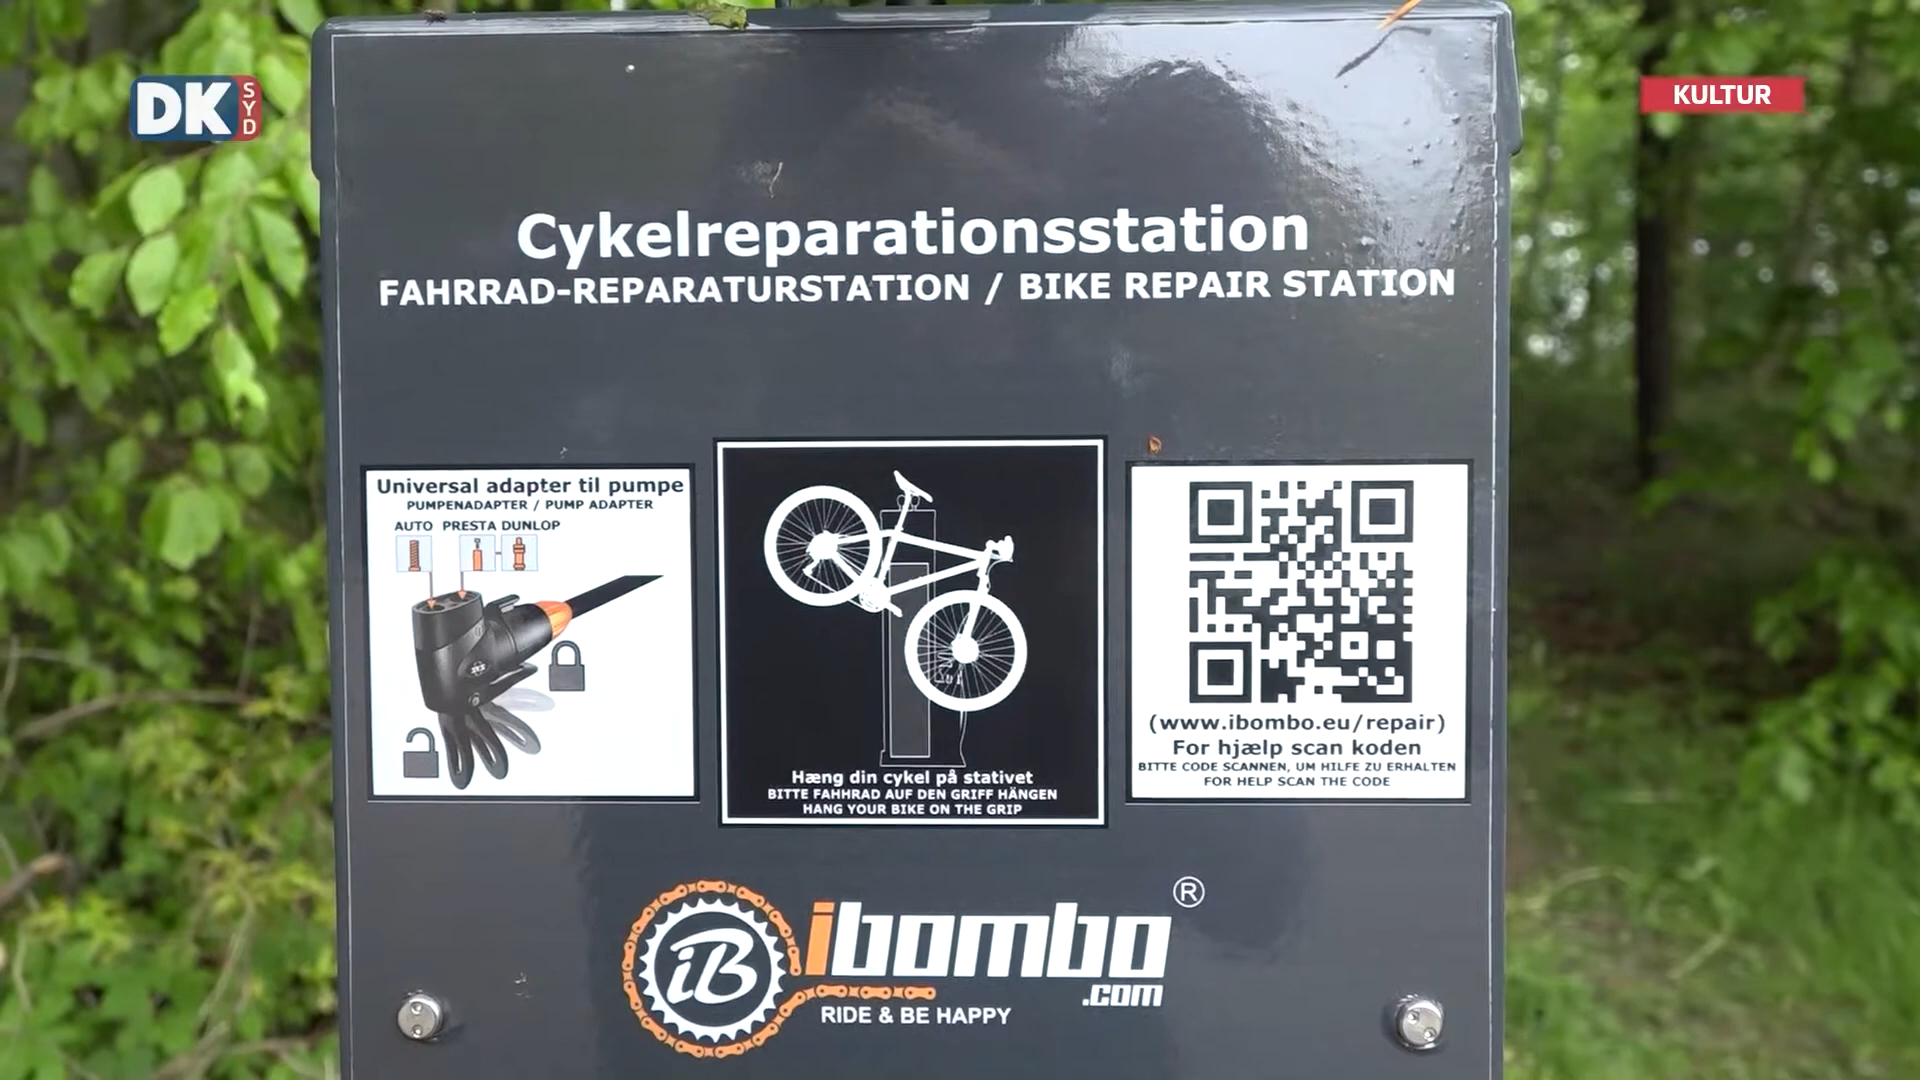 DK SYD
KULTUR
Cykelreparationsstation
FAHRRAD-REPARATURSTATION / BIKE REPAIR STATION
Universal adapter til pumpe
PUMPENADAPTER / PUMP ADAPTER
AUTO PRESTA DUNLOP
Hæng din cykel på stativet
BITTE FAHHRAD AUF DEN GRIFF HÄNGEN
HANG YOUR BIKE ON THE GRIP
(www.ibombo.eu/repair)
For hjælp scan koden
BITTE CODE SCANNEN, UM HILFE ZU ERHALTEN
FOR HELP SCAN THE CODE
iB
ibombo®
.com
RIDE & BE HAPPY